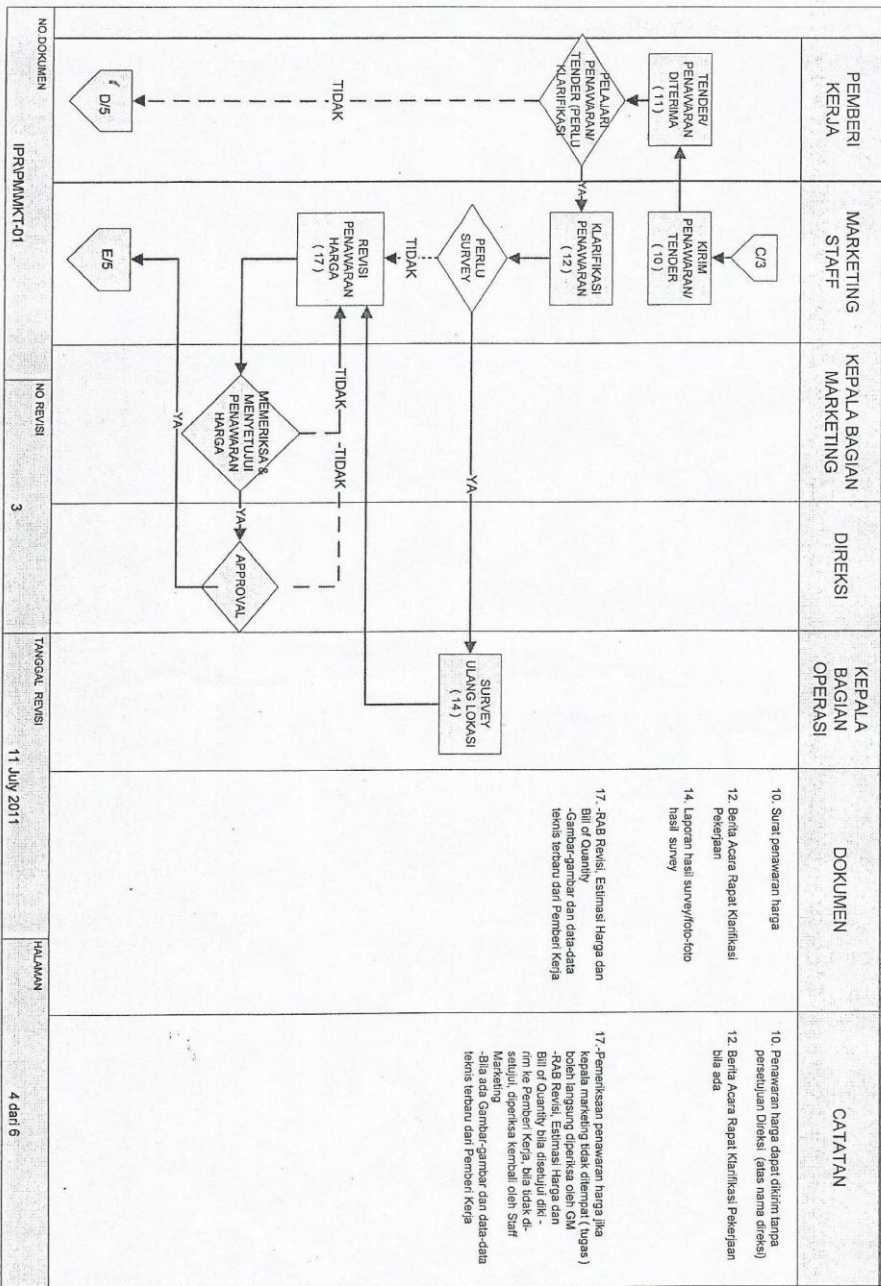 PEMBERI
KERJA
MARKETING
STAFF
KEPALA BAGIAN
MARKETING
DIREKSI
KEPALA
BAGIAN
OPERASI
DOKUMEN
CATATAN
C/3
KIRIM
PENAWARAN/
TENDER
( 10 )
TENDER/
PENAWARAN
DITERIMA
( 11 )
PELAJARI
PENAWARAN/
TENDER (PERLU
KLARIFIKASI
YA
KLARIFIKASI
PENAWARAN
( 12 )
PERLU
SURVEY
YA
SURVEY
ULANG LOKASI
( 14 )
TIDAK
REVISI
PENAWARAN
HARGA
( 17 )
TIDAK
-TIDAK
MEMERIKSA &
MENYETUJUI
PENAWARAN
HARGA
YA
APPROVAL
YA
TIDAK
D/5
E/5
10. Surat penawaran harga
12. Berita Acara Rapat Klarifikasi
Pekerjaan
14. Laporan hasil survey/foto-foto
hasil survey
17. -RAB Revisi, Estimasi Harga dan
Bill of Quantity
-Gambar-gambar dan data-data
teknis terbaru dari Pemberi Kerja
10. Penawaran harga dapat dikirim tanpa
persetujuan Direksi (atas nama direksi)
12. Berita Acara Rapat Klarifikasi Pekerjaan
bila ada
17.-Pemeriksaan penawaran harga jika
kepala marketing tidak ditempat ( tugas )
boleh langsung diperiksa oleh GM
-RAB Revisi, Estimasi Harga dan
Bill of Quantity bila disetujui diki -
rim ke Pemberi Kerja, bila tidak di-
setujui, diperiksa kembali oleh Staff
Marketing
-Bila ada Gambar-gambar dan data-data
teknis terbaru dari Pemberi Kerja
NO.DOKUMEN
IPR\PM\MKT-01
NO REVISI
3
TANGGAL REVISI
11 July 2011
HALAMAN
4 dari 6